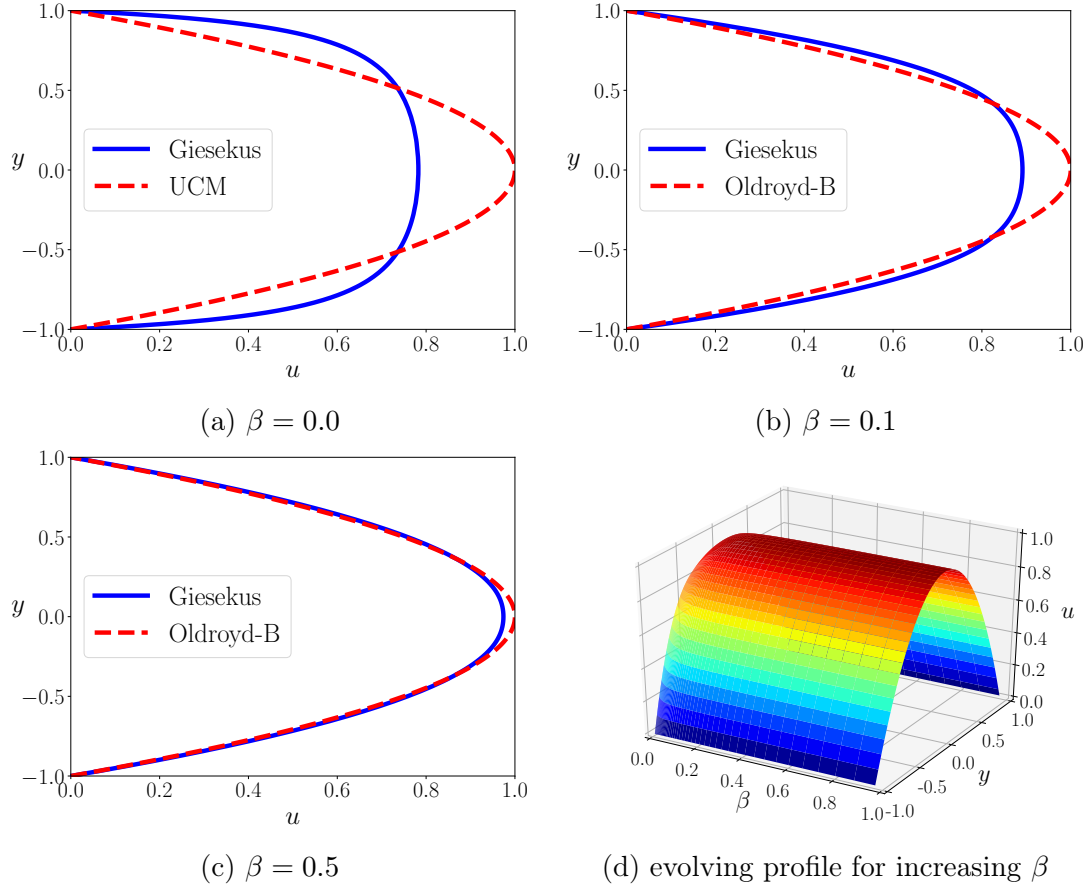 1.0
0.5
y
0.0
−0.5
−1.0
Giesekus
UCM
0.0 0.2 0.4 0.6 0.8 1.0
u
(a) β = 0.0
1.0
0.5
y
0.0
−0.5
−1.0
Giesekus
Oldroyd-B
0.0 0.2 0.4 0.6 0.8 1.0
u
(b) β = 0.1
1.0
0.5
y
0.0
−0.5
−1.0
Giesekus
Oldroyd-B
0.0 0.2 0.4 0.6 0.8 1.0
u
(c) β = 0.5
1.0
0.8
u
0.6
0.4
0.2
0.0
0.0 0.2 0.4 0.6 0.8 1.0
β
-1.0 -0.5 0.0 0.5 1.0
y
(d) evolving profile for increasing β